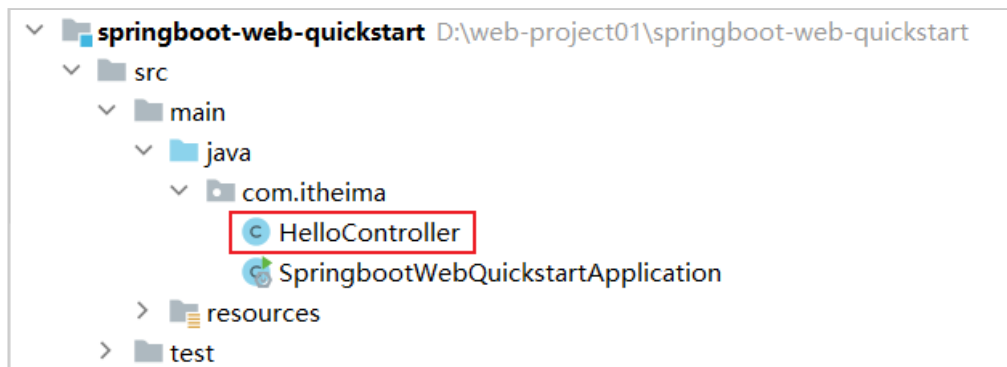 springboot-web-quickstart D:\web-project01\springboot-web-quickstart
src
main
java
com.itheima
C HelloController
C SpringbootWebQuickstartApplication
resources
test